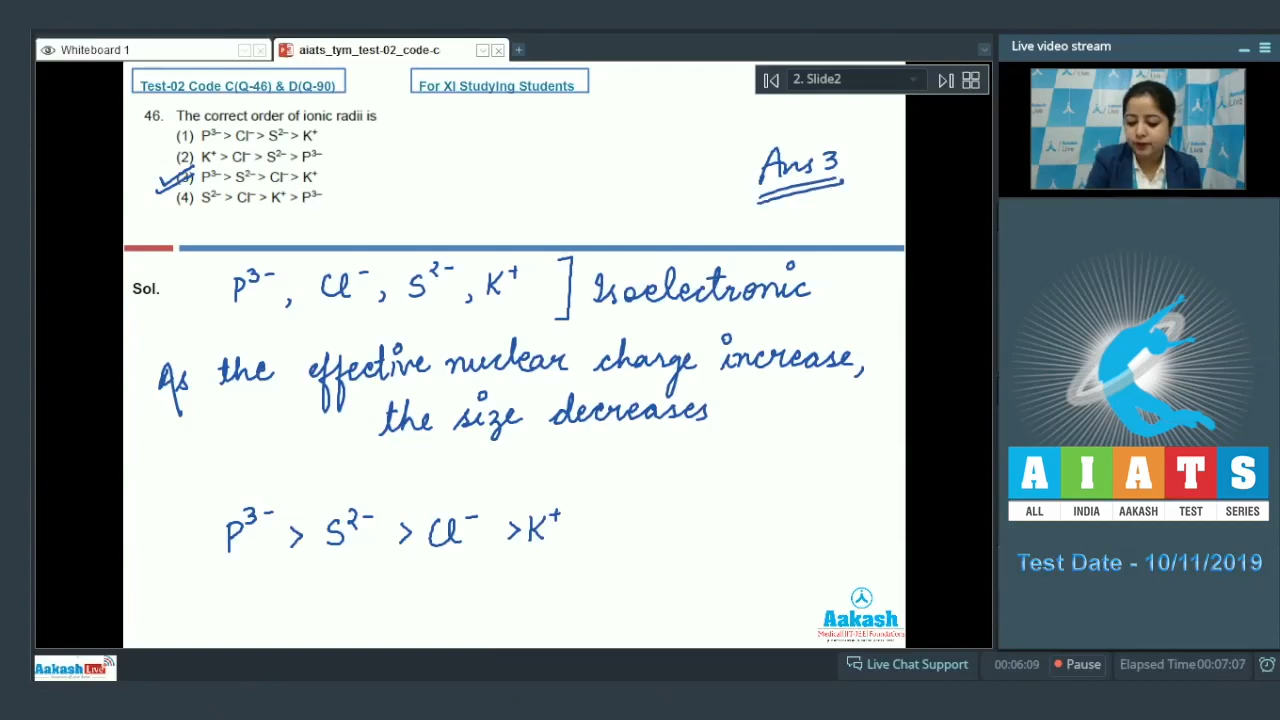 Whiteboard 1
aiats_tym_test-02_code-c
Live video stream
Test-02 Code C(Q-46) & D(Q-90)
For XI Studying Students
2. Slide2
46. The correct order of ionic radii is
(1) P³⁻ > Cl⁻ > S²⁻ > K⁺
(2) K⁺ > Cl⁻ > S²⁻ > P³⁻
(3) P³⁻ > S²⁻ > Cl⁻ > K⁺
(4) S²⁻ > Cl⁻ > K⁺ > P³⁻
Ans 3
Sol.
P³⁻, Cl⁻, S²⁻, K⁺ ] Isoelectronic
As the effective nuclear charge increase,
the size decreases
P³⁻ > S²⁻ > Cl⁻ > K⁺
A I A T S
ALL INDIA AAKASH TEST SERIES
Test Date - 10/11/2019
Aakash
Medical|IIT-JEE|Foundations
Aakash Live
Live Chat Support
00:06:09
Pause
Elapsed Time 00:07:07